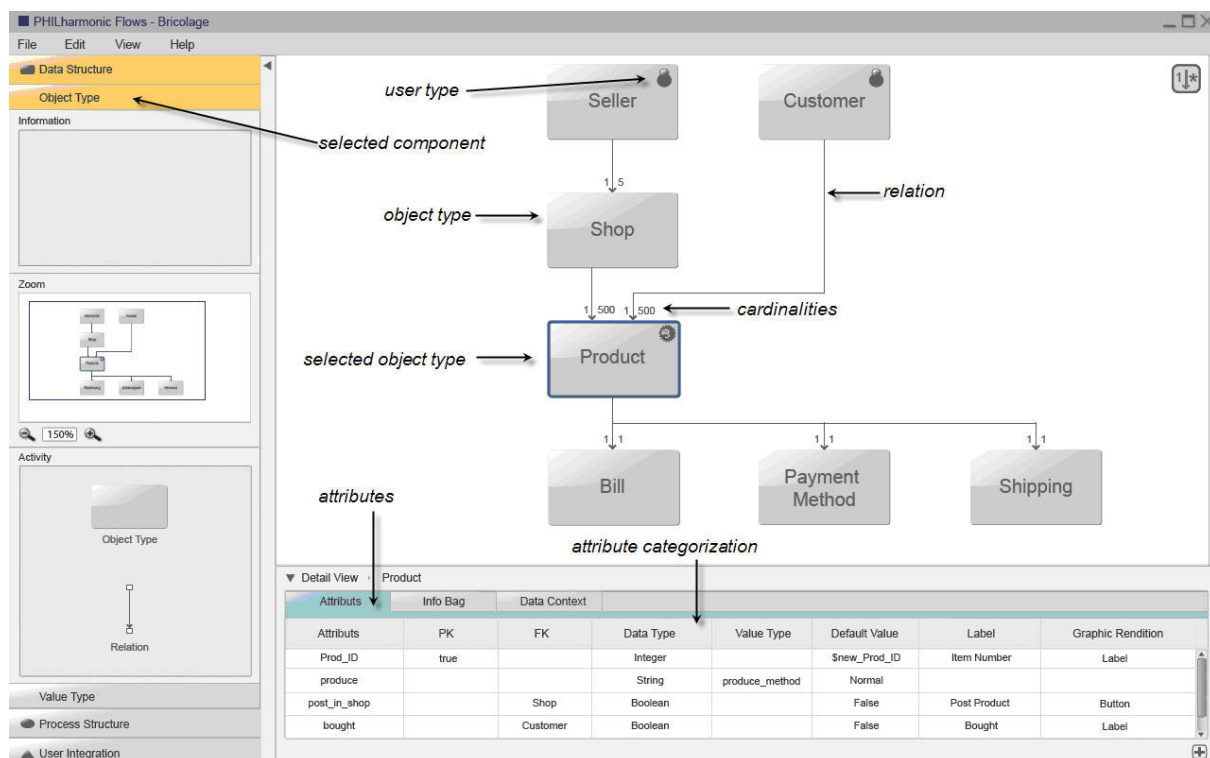 PHILharmonic Flows - Bricolage
File Edit View Help
Data Structure
Object Type
Information
Zoom
150%
Activity
Object Type
Relation
Value Type
Process Structure
User Integration
user type
selected component
object type
selected object type
attributes
relation
cardinalities
attribute categorization
Seller
Customer
1 5
Shop
1 500 1 500
Product
1 1
1 1
1 1
Bill
Payment
Method
Shipping
1 *
Detail View Product
Attributs Info Bag Data Context
Attributs PK FK Data Type Value Type Default Value Label Graphic Rendition
Prod_ID true Integer $new_Prod_ID Item Number Label
produce String produce_method Normal
post_in_shop Shop Boolean False Post Product Button
bought Customer Boolean False Bought Label